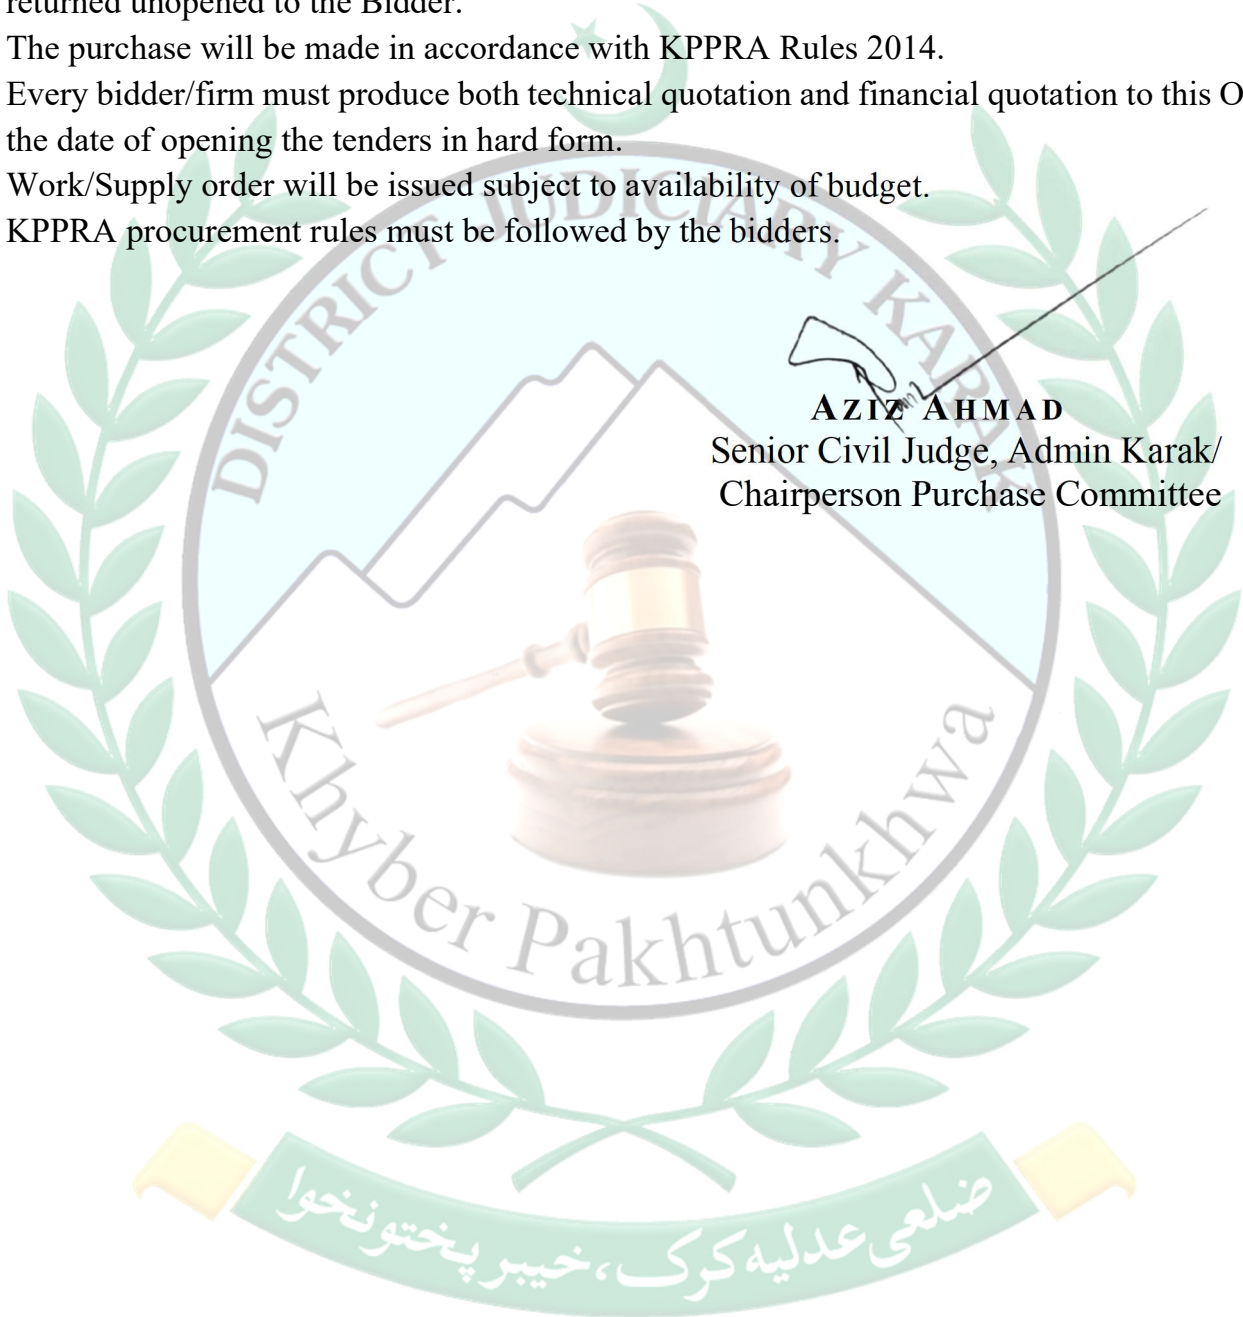 returned unopened to the Bidder.
The purchase will be made in accordance with KPPRA Rules 2014.
Every bidder/firm must produce both technical quotation and financial quotation to this O
the date of opening the tenders in hard form.
Work/Supply order will be issued subject to availability of budget.
KPPRA procurement rules must be followed by the bidders.
DISTRICT JUDICIARY KARAK
AZIZ AHMAD
Senior Civil Judge, Admin Karak/
Chairperson Purchase Committee
Khyber Pakhtunkhwa
ضلعی عدلیہ کرک، خیبر پختونخوا